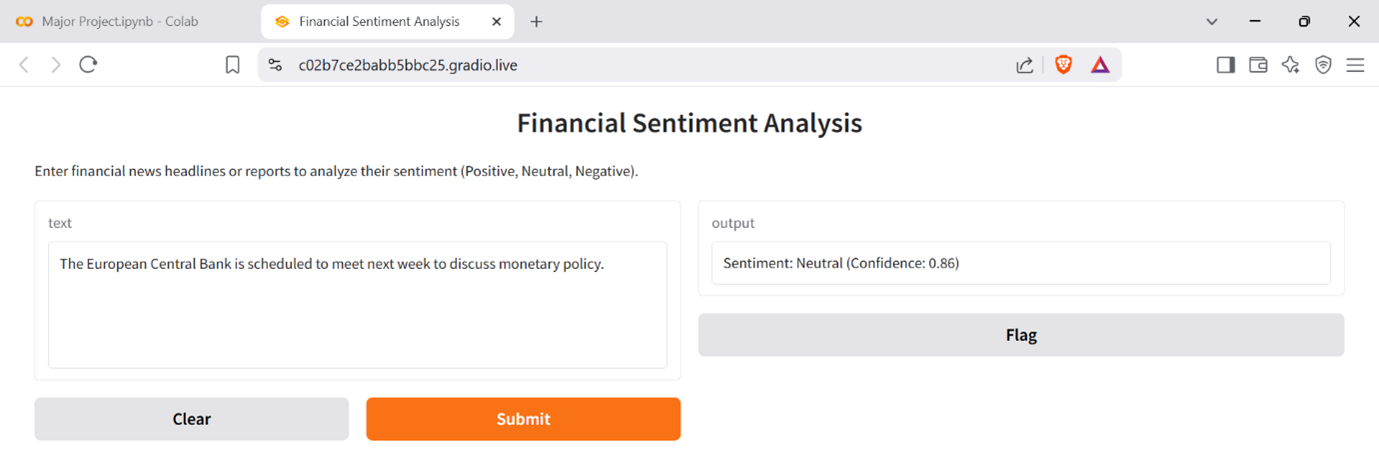 Major Project.ipynb - Colab
Financial Sentiment Analysis
c02b7ce2babb5bbc25.gradio.live
Financial Sentiment Analysis
Enter financial news headlines or reports to analyze their sentiment (Positive, Neutral, Negative).
text
The European Central Bank is scheduled to meet next week to discuss monetary policy.
Clear
Submit
output
Sentiment: Neutral (Confidence: 0.86)
Flag